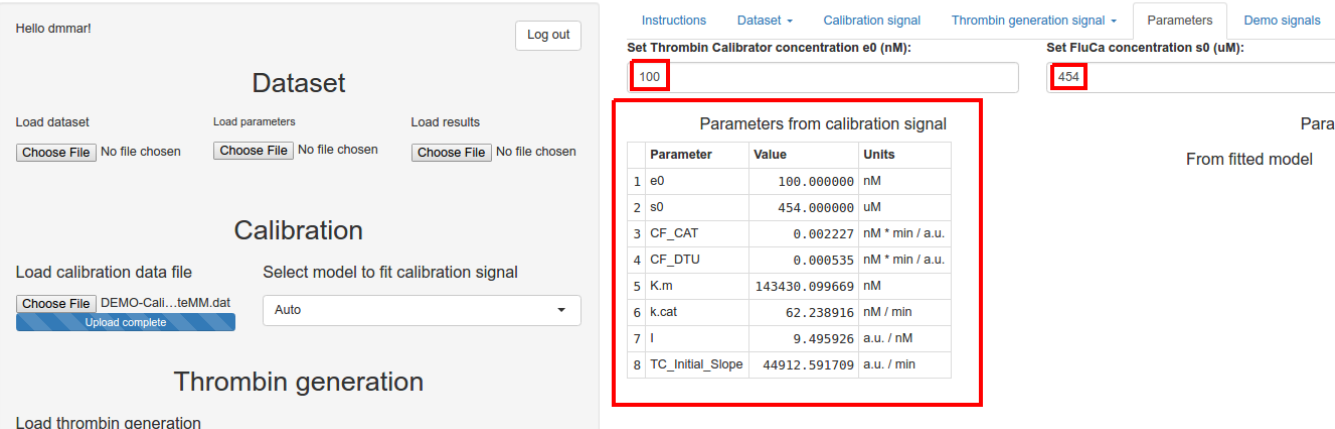 Hello dmmar!
Log out
Dataset
Load dataset
Load parameters
Load results
Choose File No file chosen
Choose File No file chosen
Choose File No file chosen
Calibration
Load calibration data file
Select model to fit calibration signal
Choose File DEMO-Cali...teMM.dat
Upload complete
Auto
Thrombin generation
Load thrombin generation
Instructions Dataset Calibration signal Thrombin generation signal Parameters Demo signals
Set Thrombin Calibrator concentration e0 (nM):
Set FluCa concentration s0 (uM):
100
454
Parameters from calibration signal
Parameter Value Units
1 e0 100.000000 nM
2 s0 454.000000 uM
3 CF_CAT 0.002227 nM * min / a.u.
4 CF_DTU 0.000535 nM * min / a.u.
5 K.m 143430.099669 nM
6 k.cat 62.238916 nM / min
7 l 9.495926 a.u. / nM
8 TC_Initial_Slope 44912.591709 a.u. / min
Para
From fitted model